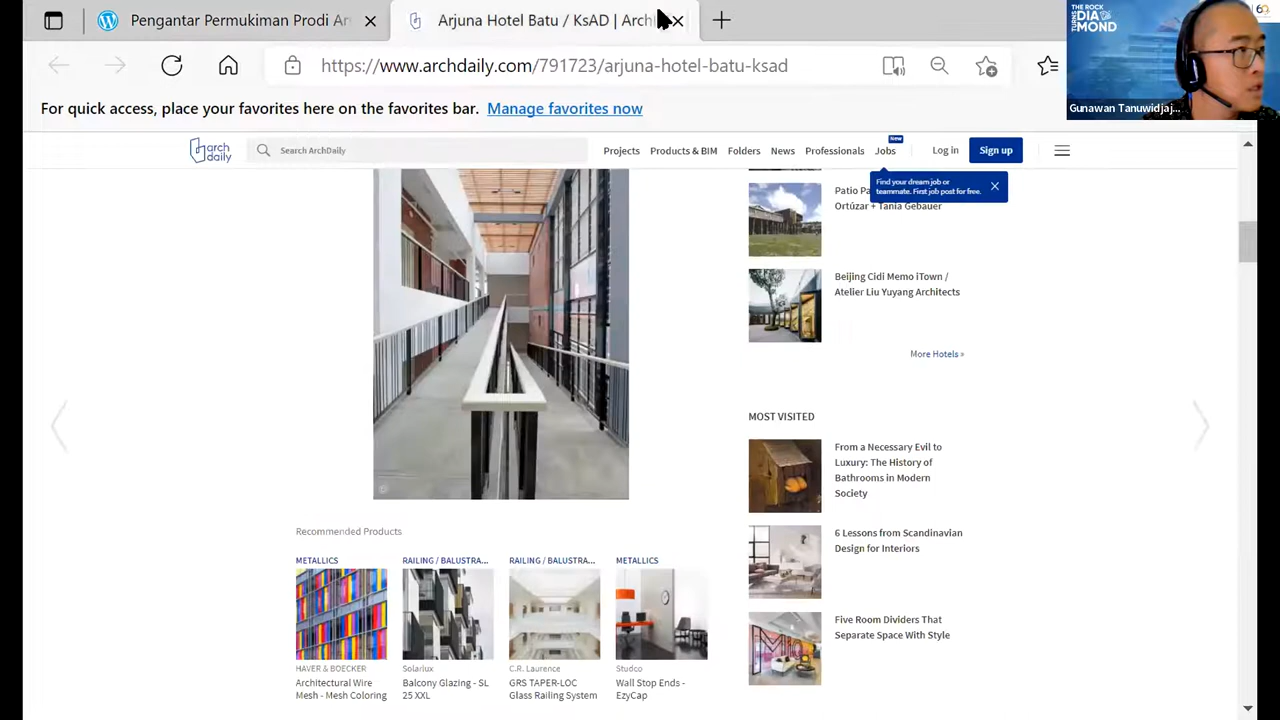 Pengantar Permukiman Prodi Ar
Arjuna Hotel Batu / KsAD | Archi
https://www.archdaily.com/791723/arjuna-hotel-batu-ksad
For quick access, place your favorites here on the favorites bar. Manage favorites now
THE ROCK
TURNS
DIA
MOND
60
Gunawan Tanuwidjaj...
arch
daily
Search ArchDaily
Projects
Products & BIM
Folders
News
Professionals
Jobs
New
Log in
Sign up
Find your dream job or
teammate. First job post for free.
Patio Pa
Ortúzar + Tania Gebauer
Beijing Cidi Memo iTown /
Atelier Liu Yuyang Architects
More Hotels »
MOST VISITED
From a Necessary Evil to
Luxury: The History of
Bathrooms in Modern
Society
6 Lessons from Scandinavian
Design for Interiors
Five Room Dividers That
Separate Space With Style
Recommended Products
METALLICS
HAVER & BOECKER
Architectural Wire
Mesh - Mesh Coloring
RAILING / BALUSTRA...
Solarlux
Balcony Glazing - SL
25 XXL
RAILING / BALUSTRA...
C.R. Laurence
GRS TAPER-LOC
Glass Railing System
METALLICS
Studco
Wall Stop Ends -
EzyCap